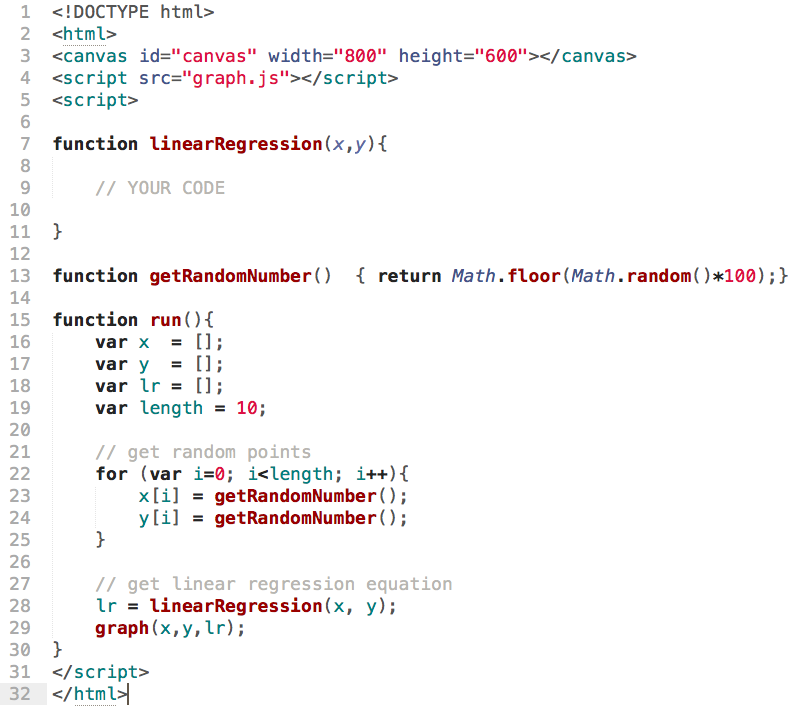 1 <!DOCTYPE html>
2 <html>
3 <canvas id="canvas" width="800" height="600"></canvas>
4 <script src="graph.js"></script>
5 <script>
6
7 function linearRegression(x,y){
8
9     // YOUR CODE
10
11 }
12
13 function getRandomNumber()  { return Math.floor(Math.random()*100);}
14
15 function run(){
16     var x  = [];
17     var y  = [];
18     var lr = [];
19     var length = 10;
20
21     // get random points
22     for (var i=0; i<length; i++){
23         x[i] = getRandomNumber();
24         y[i] = getRandomNumber();
25     }
26
27     // get linear regression equation
28     lr = linearRegression(x, y);
29     graph(x,y,lr);
30 }
31 </script>
32 </html>